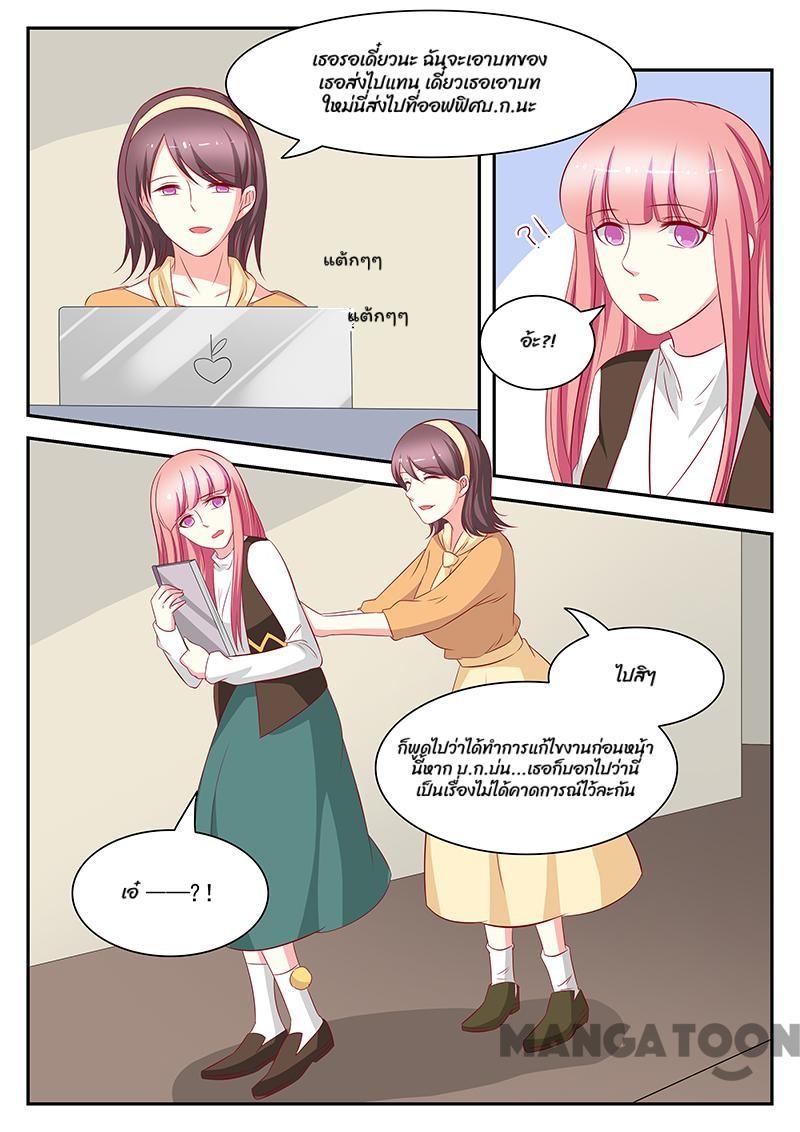 เธอรอเดี๋ยวนะ ฉันจะเอาบทของ
เธอส่งไปแทน เดี๋ยวเธอเอาบท
ใหม่นี่ส่งไปที่ออฟฟิศบ.ก.นะ
?!
แต้กๆๆ
แต้กๆๆ
อ้ะ?!
ไปสิๆ
ก็พูดไปว่าได้ทำการแก้ไขงานก่อนหน้า
นี้หาก บ.ก.บ่น...เธอก็บอกไปว่านี่
เป็นเรื่องไม่ได้คาดการณ์ไว้ละกัน
เอ๋ ——?!
MANGATOON